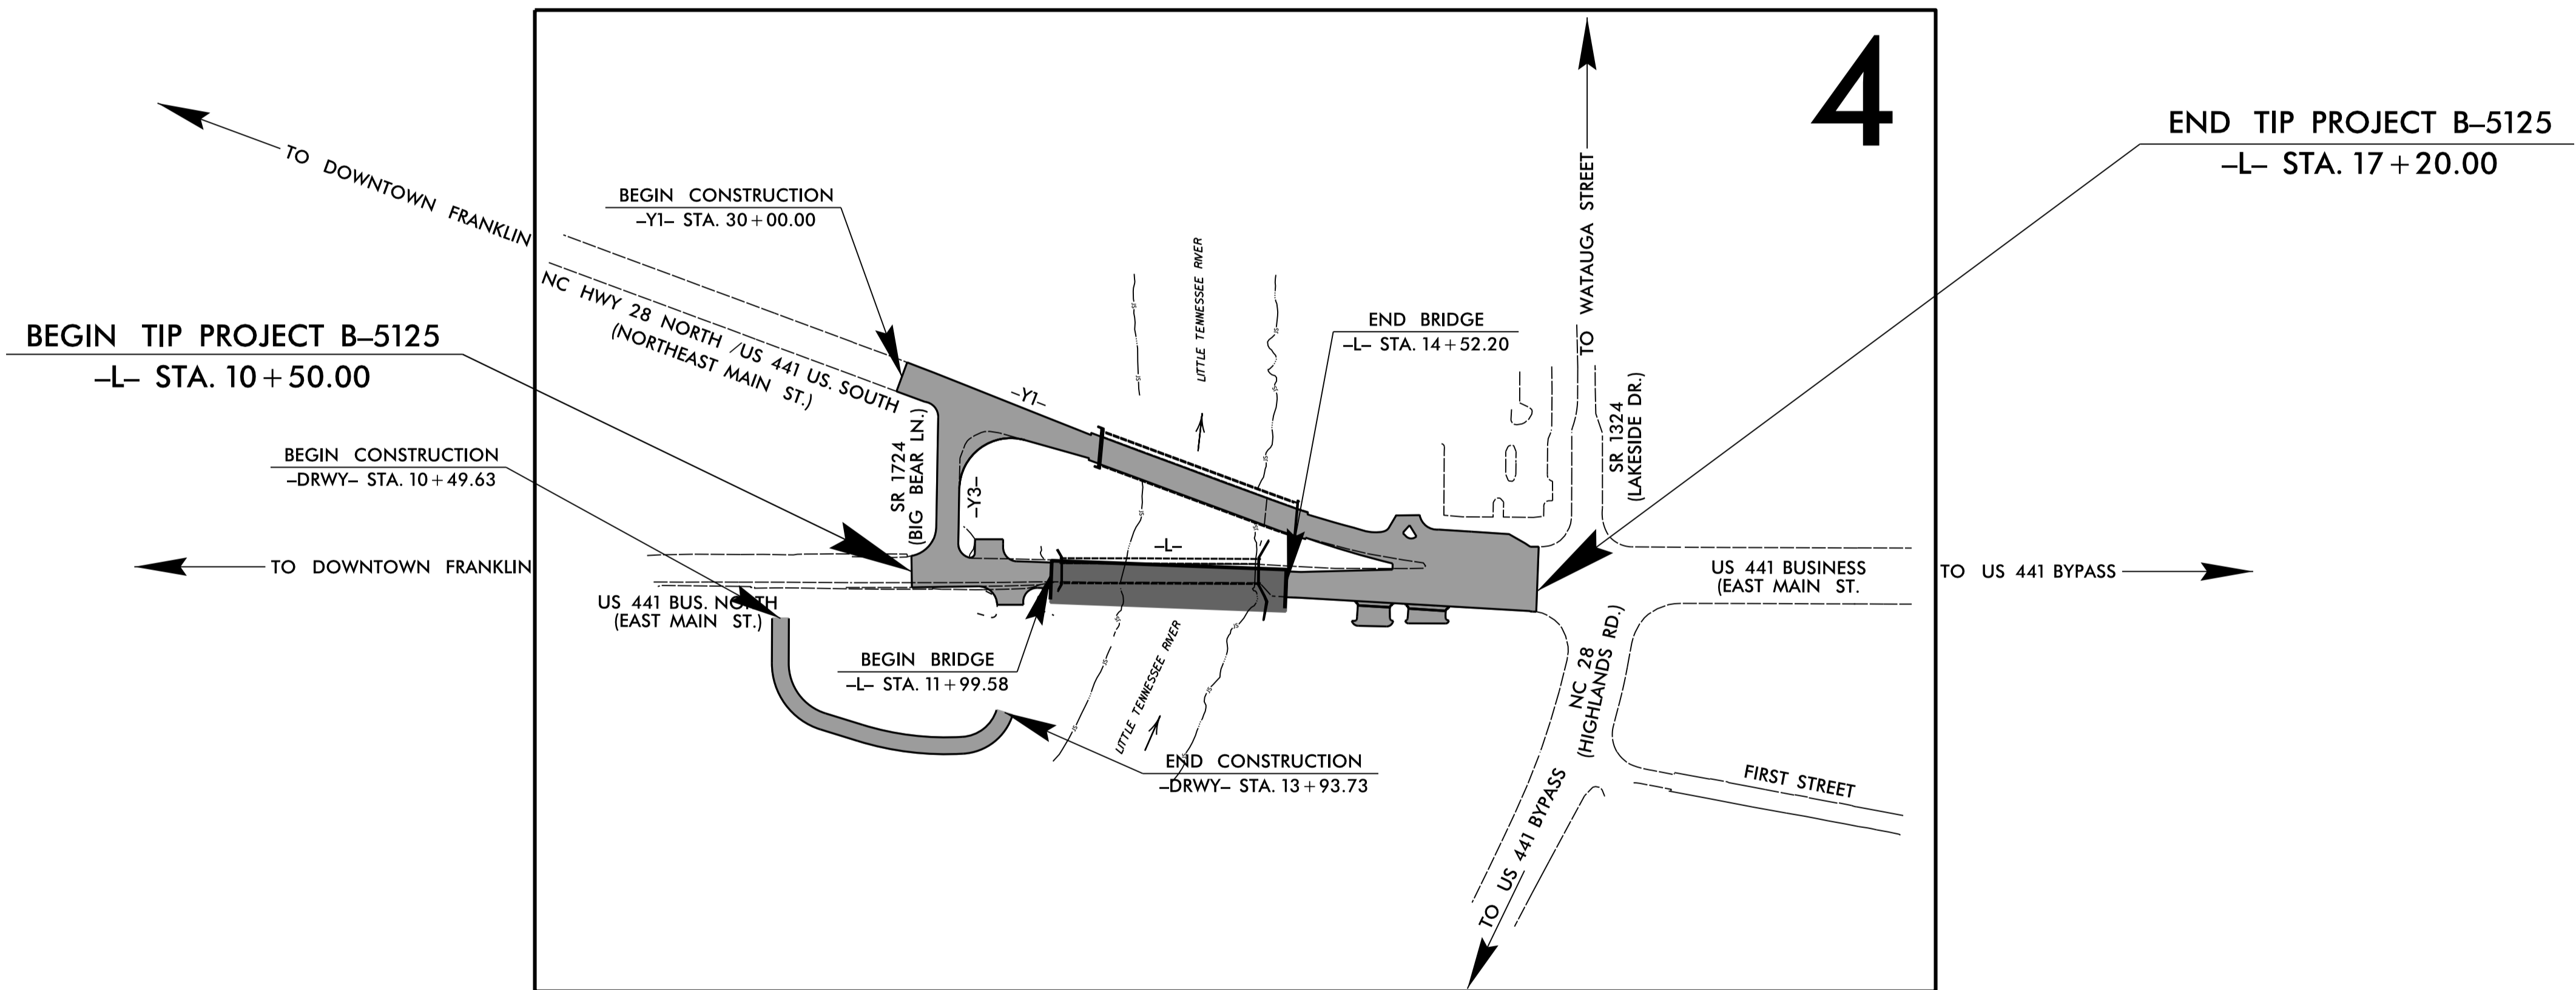 4
END TIP PROJECT B–5125
–L– STA. 17+20.00
TO DOWNTOWN FRANKLIN
BEGIN CONSTRUCTION
–Y1– STA. 30+00.00
TO WATAUGA STREET
LITTLE TENNESSEE RIVER
NC HWY 28 NORTH /US 441 US. SOUTH
(NORTHEAST MAIN ST.)
END BRIDGE
–L– STA. 14+52.20
BEGIN TIP PROJECT B–5125
–L– STA. 10+50.00
–Y1–
SR 1324
(LAKESIDE DR.)
SR 1724
(BIG BEAR LN.)
–Y3–
BEGIN CONSTRUCTION
–DRWY– STA. 10+49.63
–L–
TO DOWNTOWN FRANKLIN
US 441 BUSINESS
(EAST MAIN ST.
TO US 441 BYPASS
US 441 BUS. NORTH
(EAST MAIN ST.)
BEGIN BRIDGE
–L– STA. 11+99.58
LITTLE TENNESSEE RIVER
NC 28
(HIGHLANDS RD.)
END CONSTRUCTION
–DRWY– STA. 13+93.73
FIRST STREET
TO US 441 BYPASS